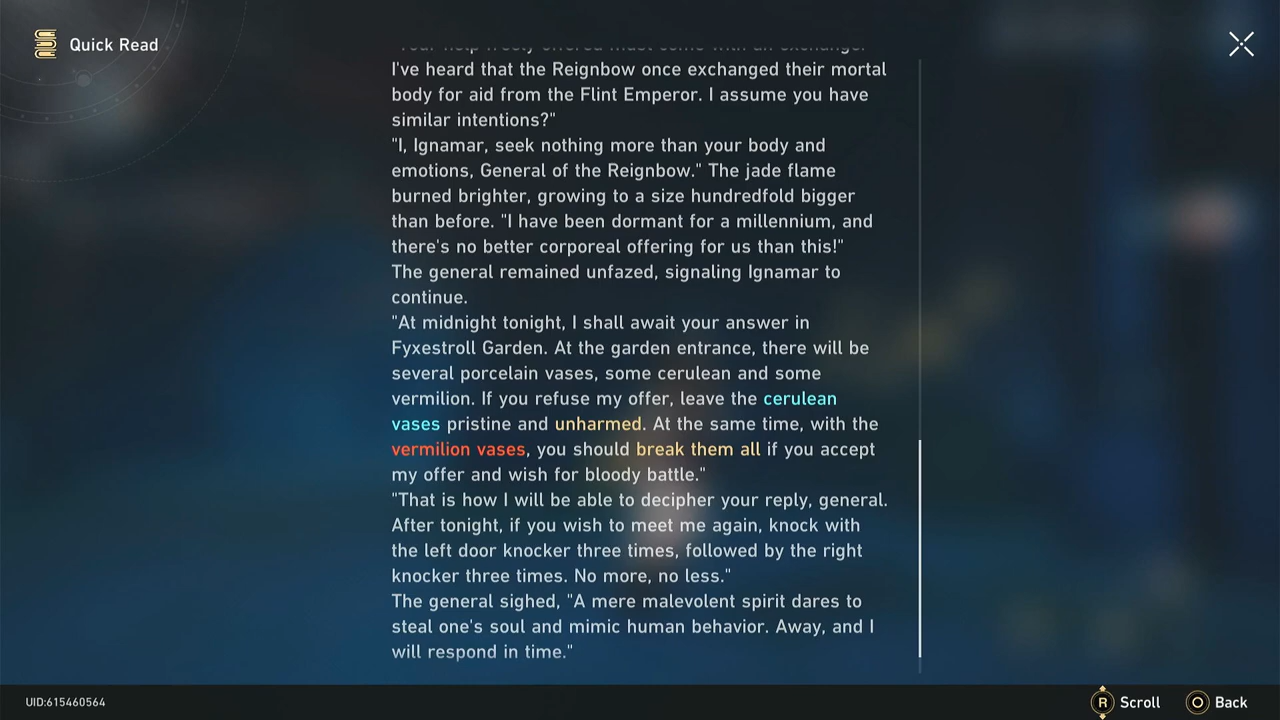 Quick Read
"Your help freely offered must come with an exchange.
I've heard that the Reignbow once exchanged their mortal
body for aid from the Flint Emperor. I assume you have
similar intentions?"
"I, Ignamar, seek nothing more than your body and
emotions, General of the Reignbow." The jade flame
burned brighter, growing to a size hundredfold bigger
than before. "I have been dormant for a millennium, and
there's no better corporeal offering for us than this!"
The general remained unfazed, signaling Ignamar to
continue.
"At midnight tonight, I shall await your answer in
Fyxestroll Garden. At the garden entrance, there will be
several porcelain vases, some cerulean and some
vermilion. If you refuse my offer, leave the cerulean
vases pristine and unharmed. At the same time, with the
vermilion vases, you should break them all if you accept
my offer and wish for bloody battle."
"That is how I will be able to decipher your reply, general.
After tonight, if you wish to meet me again, knock with
the left door knocker three times, followed by the right
knocker three times. No more, no less."
The general sighed, "A mere malevolent spirit dares to
steal one's soul and mimic human behavior. Away, and I
will respond in time."
UID:615460564
R Scroll
Back